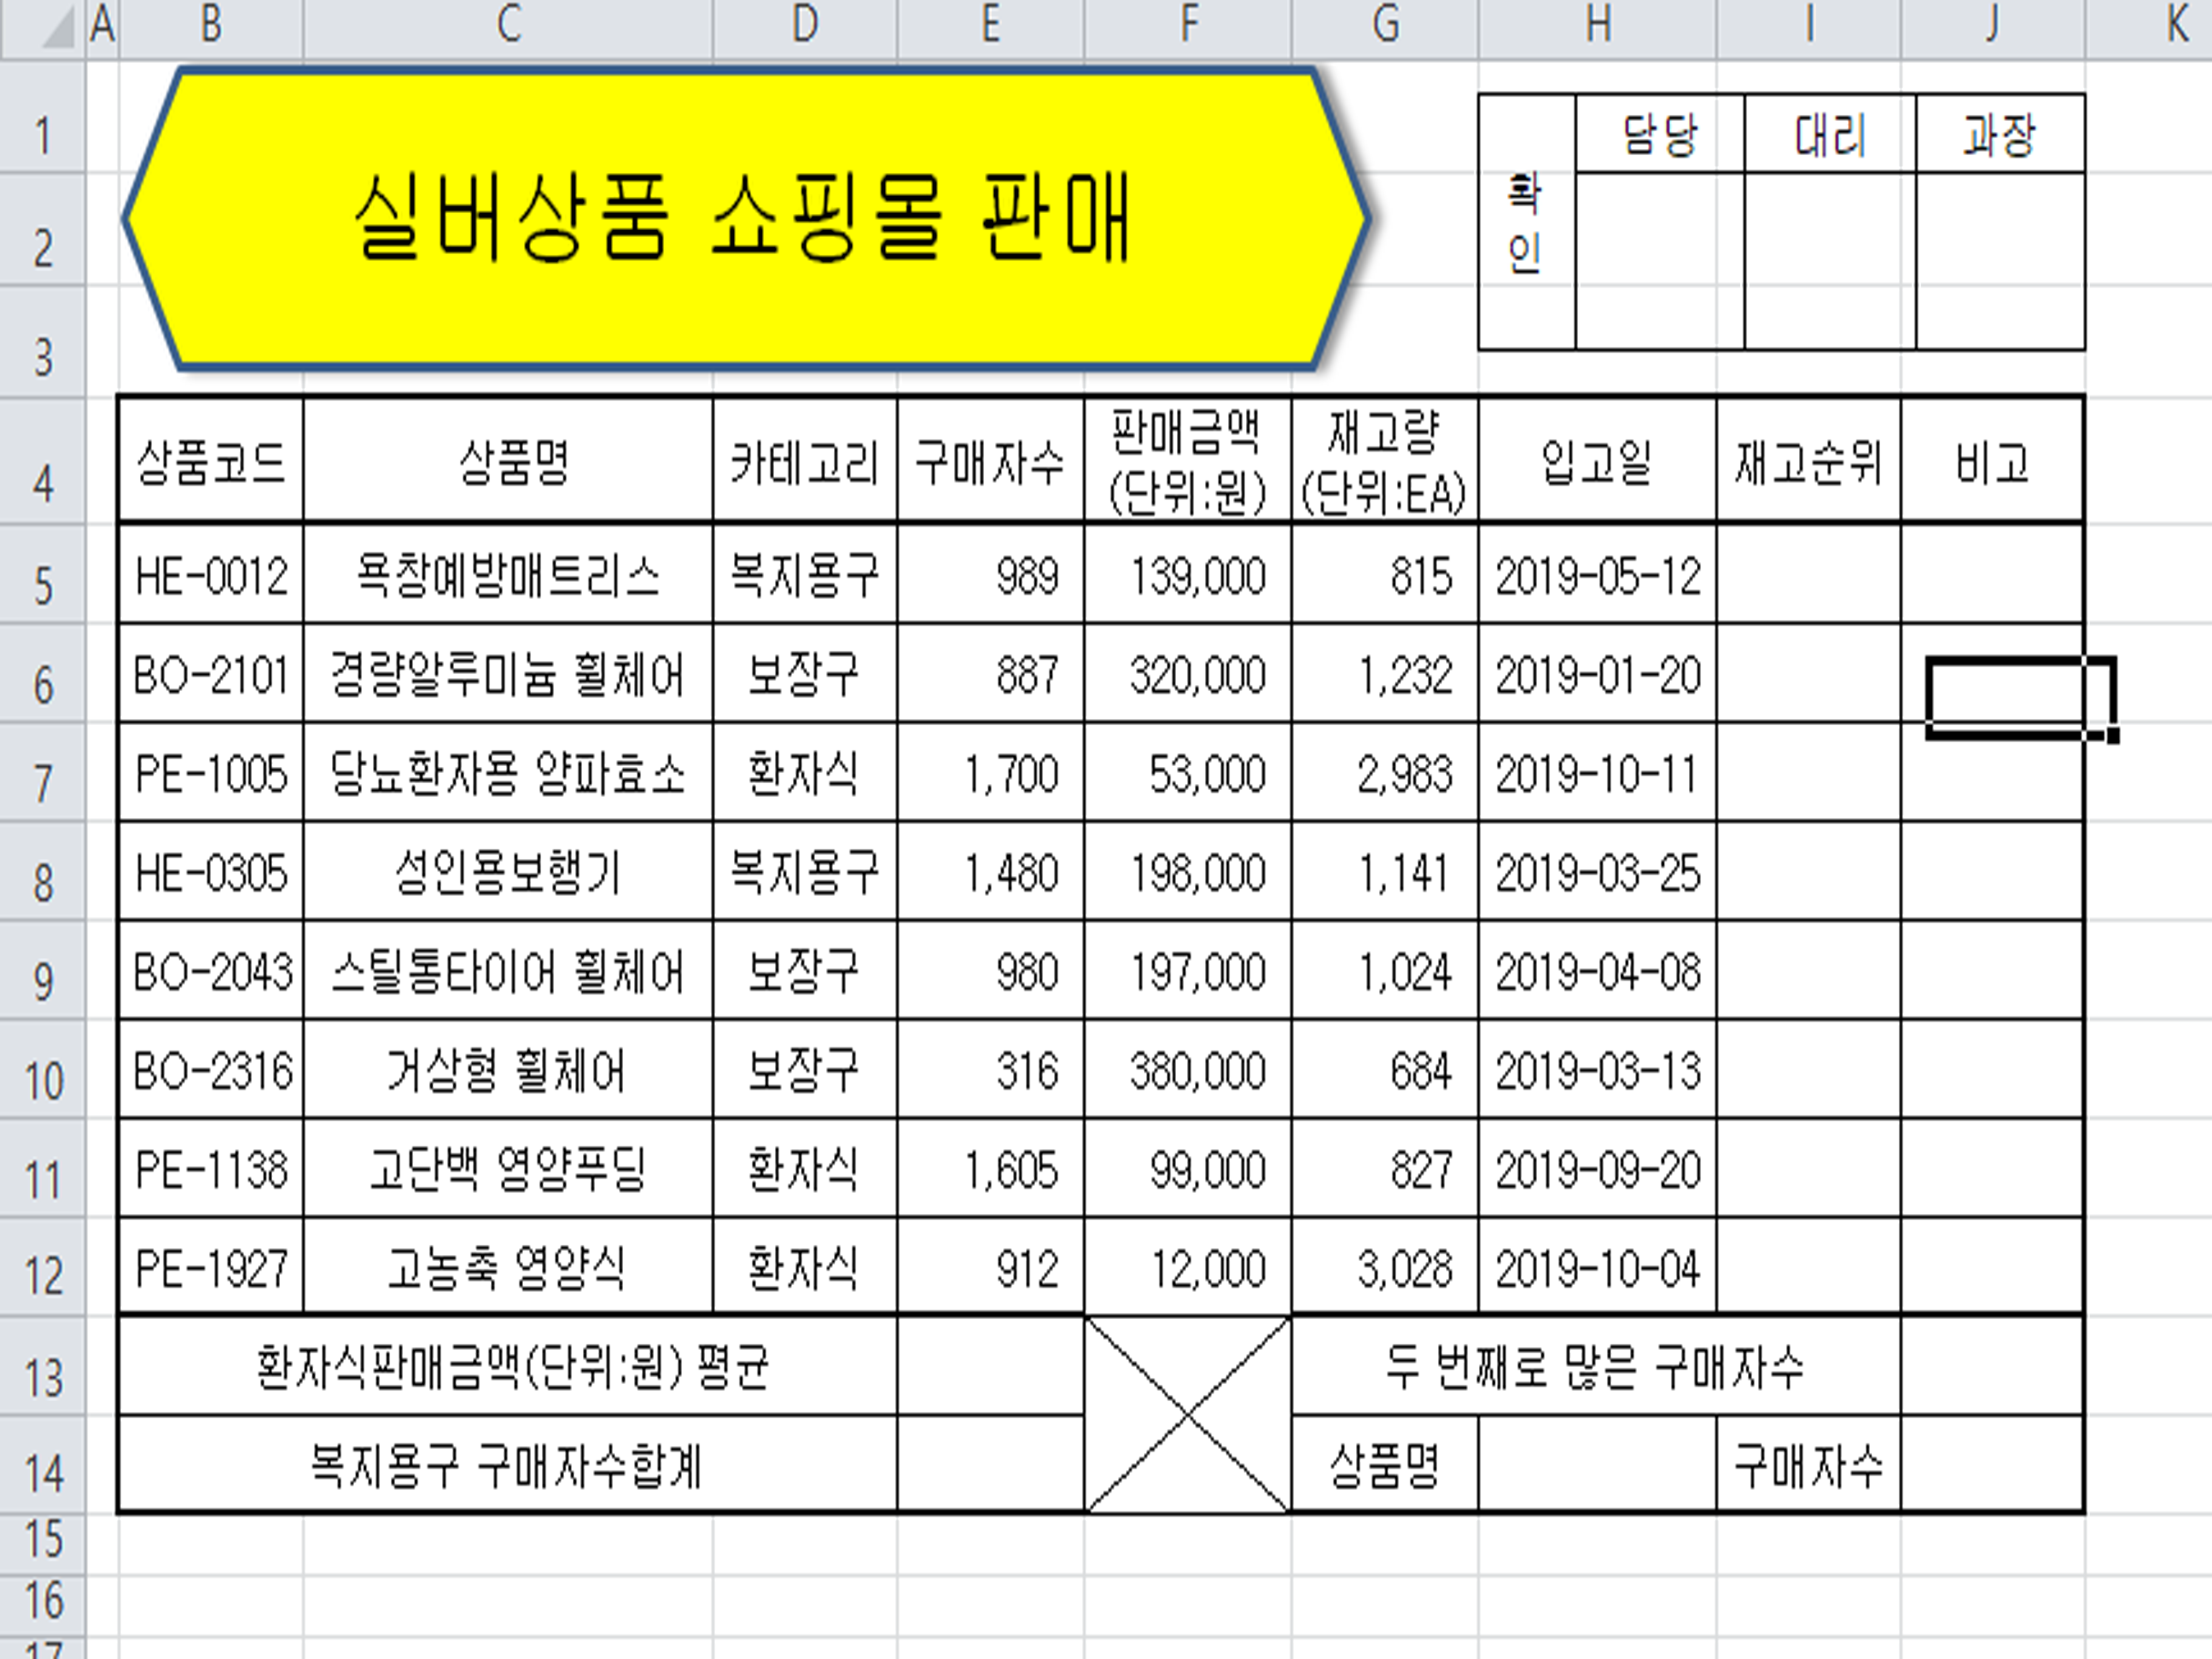 A B C D E F G H I J K
1 담당 대리 과장
실버상품 쇼핑몰 판매
2 확
인
3
4 상품코드 상품명 카테고리 구매자수 판매금액 (단위:원) 재고량 (단위:EA) 입고일 재고순위 비고
5 HE-0012 욕창예방매트리스 복지용구 989 139,000 815 2019-05-12
6 BO-2101 경량알루미늄 휠체어 보장구 887 320,000 1,232 2019-01-20
7 PE-1005 당뇨환자용 양파효소 환자식 1,700 53,000 2,983 2019-10-11
8 HE-0305 성인용보행기 복지용구 1,480 198,000 1,141 2019-03-25
9 BO-2043 스틸통타이어 휠체어 보장구 980 197,000 1,024 2019-04-08
10 BO-2316 거상형 휠체어 보장구 316 380,000 684 2019-03-13
11 PE-1138 고단백 영양푸딩 환자식 1,605 99,000 827 2019-09-20
12 PE-1927 고농축 영양식 환자식 912 12,000 3,028 2019-10-04
13 환자식판매금액(단위:원) 평균 두 번째로 많은 구매자수
14 복지용구 구매자수합계 상품명 구매자수
15
16
17